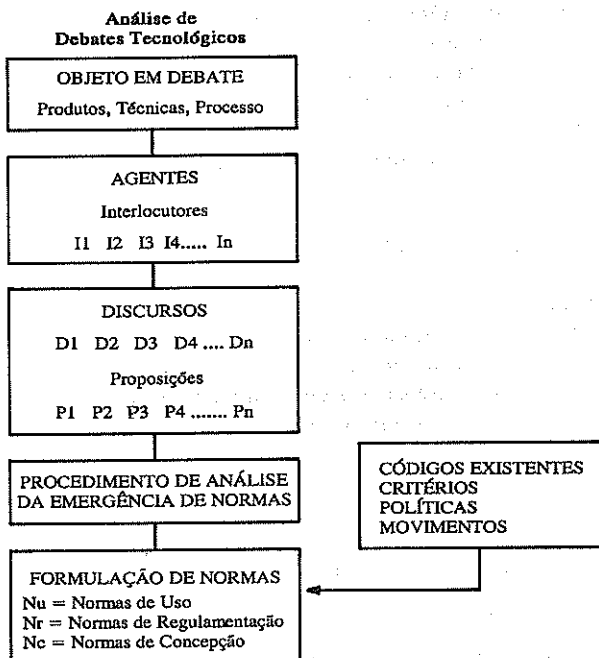 Análise de
Debates Tecnológicos
OBJETO EM DEBATE
Produtos, Técnicas, Processo
AGENTES
Interlocutores
I1 I2 I3 I4..... In
DISCURSOS
D1 D2 D3 D4 .... Dn
Proposições
P1 P2 P3 P4 ....... Pn
PROCEDIMENTO DE ANÁLISE
DA EMERGÊNCIA DE NORMAS
CÓDIGOS EXISTENTES
CRITÉRIOS
POLÍTICAS
MOVIMENTOS
FORMULAÇÃO DE NORMAS
Nu = Normas de Uso
Nr = Normas de Regulamentação
Nc = Normas de Concepção